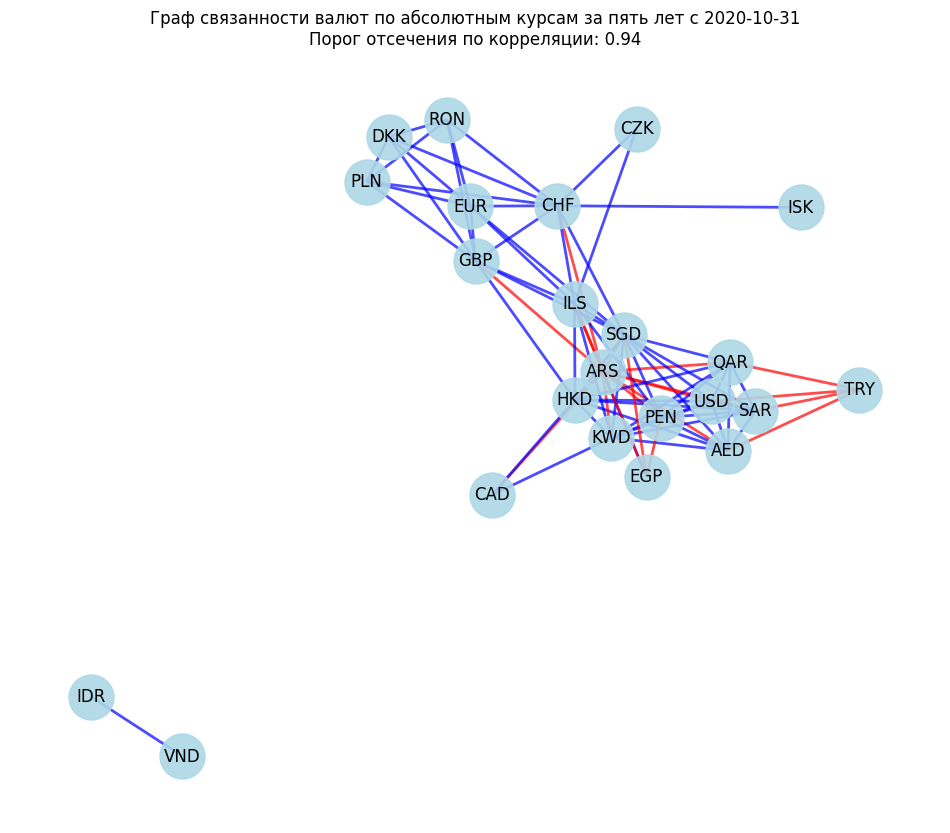 Граф связанности валют по абсолютным курсам за пять лет с 2020-10-31
Порог отсечения по корреляции: 0.94
RON
CZK
DKK
PLN
EUR
CHF
ISK
GBP
ILS
SGD
QAR
ARS
TRY
HKD
USD
SAR
PEN
KWD
AED
EGP
CAD
IDR
VND